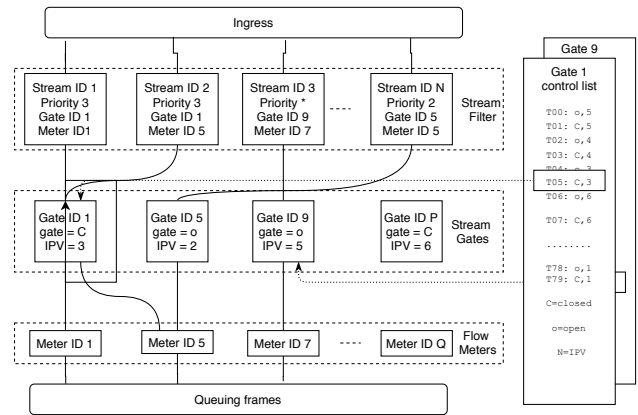 Ingress
Stream ID 1
Priority 3
Gate ID 1
Meter ID1
Stream ID 2
Priority 3
Gate ID 1
Meter ID 5
Stream ID 3
Priority *
Gate ID 9
Meter ID 7
Stream ID N
Priority 2
Gate ID 5
Meter ID 5
Stream
Filter
Gate ID 1
gate = C
IPV = 3
Gate ID 5
gate = o
IPV = 2
Gate ID 9
gate = o
IPV = 5
Gate ID P
gate = C
IPV = 6
Stream
Gates
Meter ID 1
Meter ID 5
Meter ID 7
Meter ID Q
Flow
Meters
Queuing frames
Gate 9
Gate 1
control list
T00: o,5
T01: C,5
T02: o,4
T03: C,4
T04: o,3
T05: C,3
T06: o,6
T07: C,6
........
T78: o,1
T79: C,1
C=closed
o=open
N=IPV